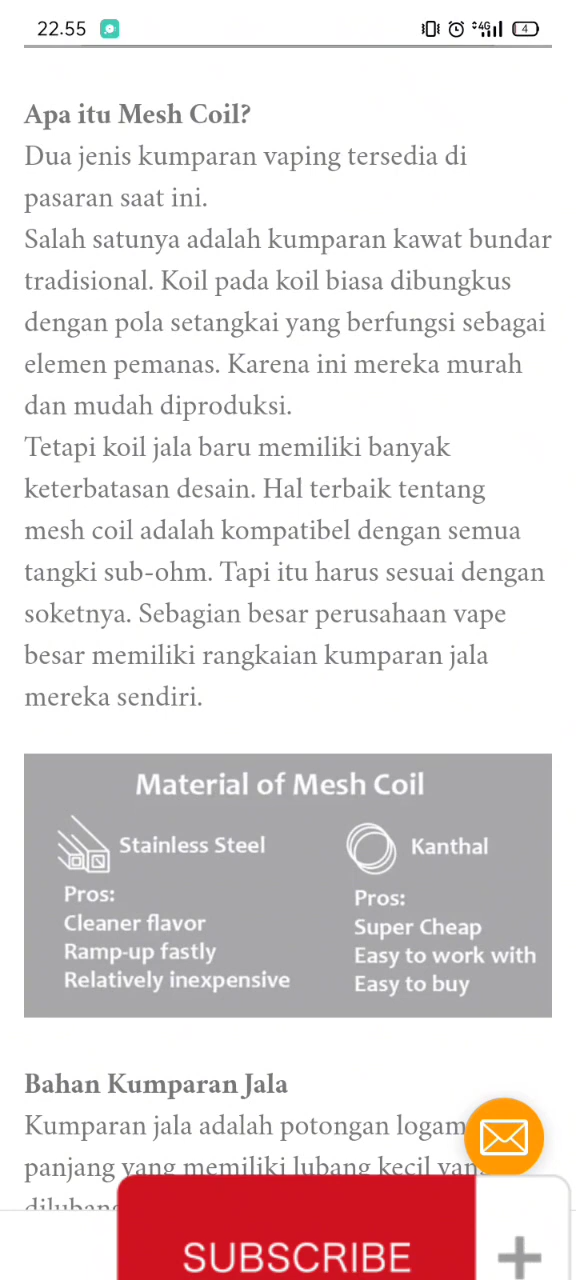 22.55
4G
4
Apa itu Mesh Coil?
Dua jenis kumparan vaping tersedia di
pasaran saat ini.
Salah satunya adalah kumparan kawat bundar
tradisional. Koil pada koil biasa dibungkus
dengan pola setangkai yang berfungsi sebagai
elemen pemanas. Karena ini mereka murah
dan mudah diproduksi.
Tetapi koil jala baru memiliki banyak
keterbatasan desain. Hal terbaik tentang
mesh coil adalah kompatibel dengan semua
tangki sub-ohm. Tapi itu harus sesuai dengan
soketnya. Sebagian besar perusahaan vape
besar memiliki rangkaian kumparan jala
mereka sendiri.
Material of Mesh Coil
Stainless Steel
Pros:
Cleaner flavor
Ramp-up fastly
Relatively inexpensive
Kanthal
Pros:
Super Cheap
Easy to work with
Easy to buy
Bahan Kumparan Jala
Kumparan jala adalah potongan logam
panjang yang memiliki lubang kecil yang
SUBSCRIBE